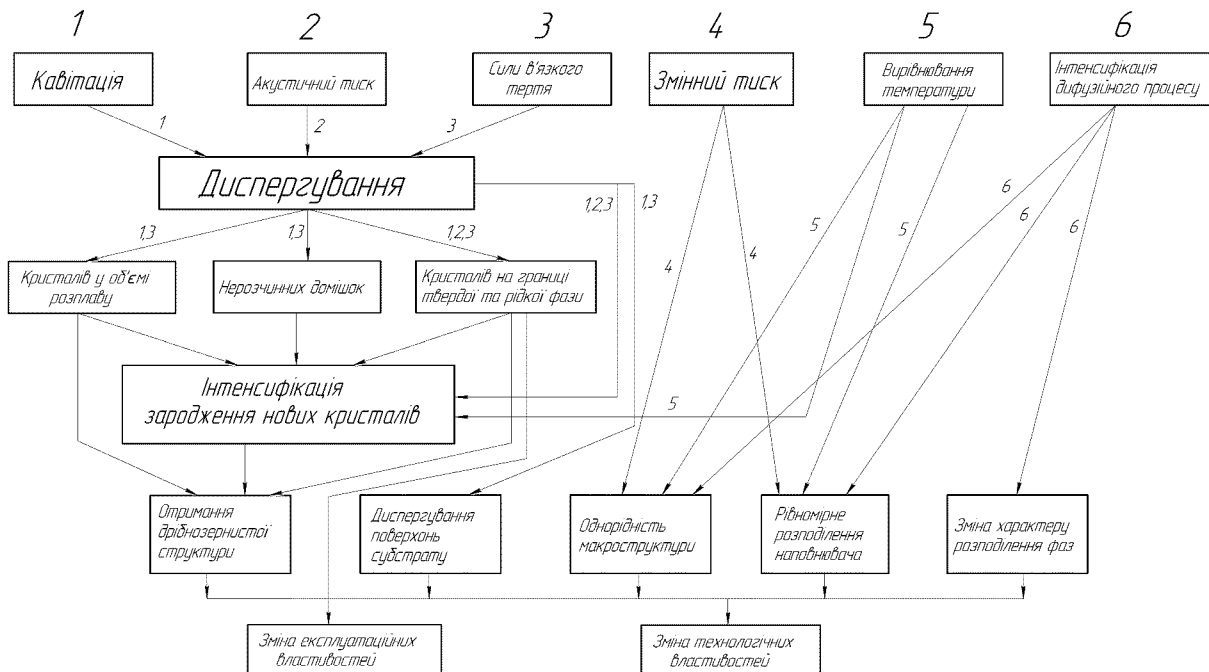 1
2
3
4
5
6
Кавітація
Акустичний тиск
Сили в'язкого
тертя
Змінний тиск
Вирівнювання
температури
Інтенсифікація
дифузійного процесу
1
2
3
Диспергування
1,2,3
1,3
1,3
1,3
1,2,3
6
6
6
5
5
4
4
Кристалів у об'ємі
розплаву
Нерозчинних домішок
Кристалів на границі
твердої та рідкої фази
Інтенсифікація
зародження нових кристалів
5
Отримання
дрібнозернистої
структури
Диспергування
поверхонь
субстрату
Однорідність
макроструктури
Рівномірне
розподілення
наповнювача
Зміна характеру
розподілення фаз
Зміна експлуатаційних
властивостей
Зміна технологічних
властивостей